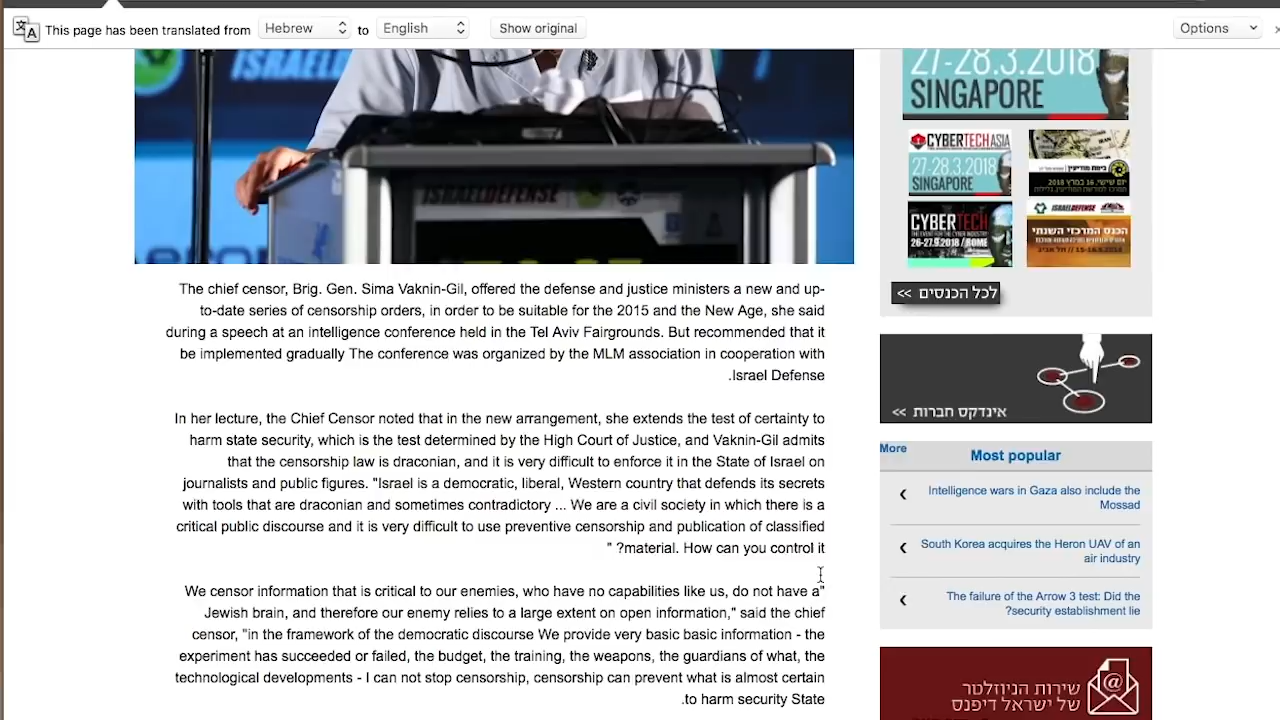 This page has been translated from Hebrew to English Show original Options
ISRAEL
ISRAELDEFENSE
27-28.3.2018
SINGAPORE
CYBERTECH ASIA
27-28.3.2018
SINGAPORE
יום שישי, 16 במרץ 2018
CYBERTECH
THE EVENT FOR THE CYBER INDUSTRY
26-27.9.2018 / ROME
ISRAELDEFENSE
הכנס המרכזי השנתי
לכל הכנסים >>
The chief censor, Brig. Gen. Sima Vaknin-Gil, offered the defense and justice ministers a new and up-
to-date series of censorship orders, in order to be suitable for the 2015 and the New Age, she said
during a speech at an intelligence conference held in the Tel Aviv Fairgrounds. But recommended that it
be implemented gradually The conference was organized by the MLM association in cooperation with
.Israel Defense
In her lecture, the Chief Censor noted that in the new arrangement, she extends the test of certainty to
harm state security, which is the test determined by the High Court of Justice, and Vaknin-Gil admits
that the censorship law is draconian, and it is very difficult to enforce it in the State of Israel on
journalists and public figures. "Israel is a democratic, liberal, Western country that defends its secrets
with tools that are draconian and sometimes contradictory ... We are a civil society in which there is a
critical public discourse and it is very difficult to use preventive censorship and publication of classified
" ?material. How can you control it
We censor information that is critical to our enemies, who have no capabilities like us, do not have a"
Jewish brain, and therefore our enemy relies to a large extent on open information," said the chief
censor, "in the framework of the democratic discourse We provide very basic basic information - the
experiment has succeeded or failed, the budget, the training, the weapons, the guardians of what, the
technological developments - I can not stop censorship, censorship can prevent what is almost certain
.to harm security State
אינדקס חברות >>
More
Most popular
Intelligence wars in Gaza also include the
Mossad
South Korea acquires the Heron UAV of an
air industry
The failure of the Arrow 3 test: Did the
?security establishment lie
שירות הניוזלטר
של ישראל דיפנס